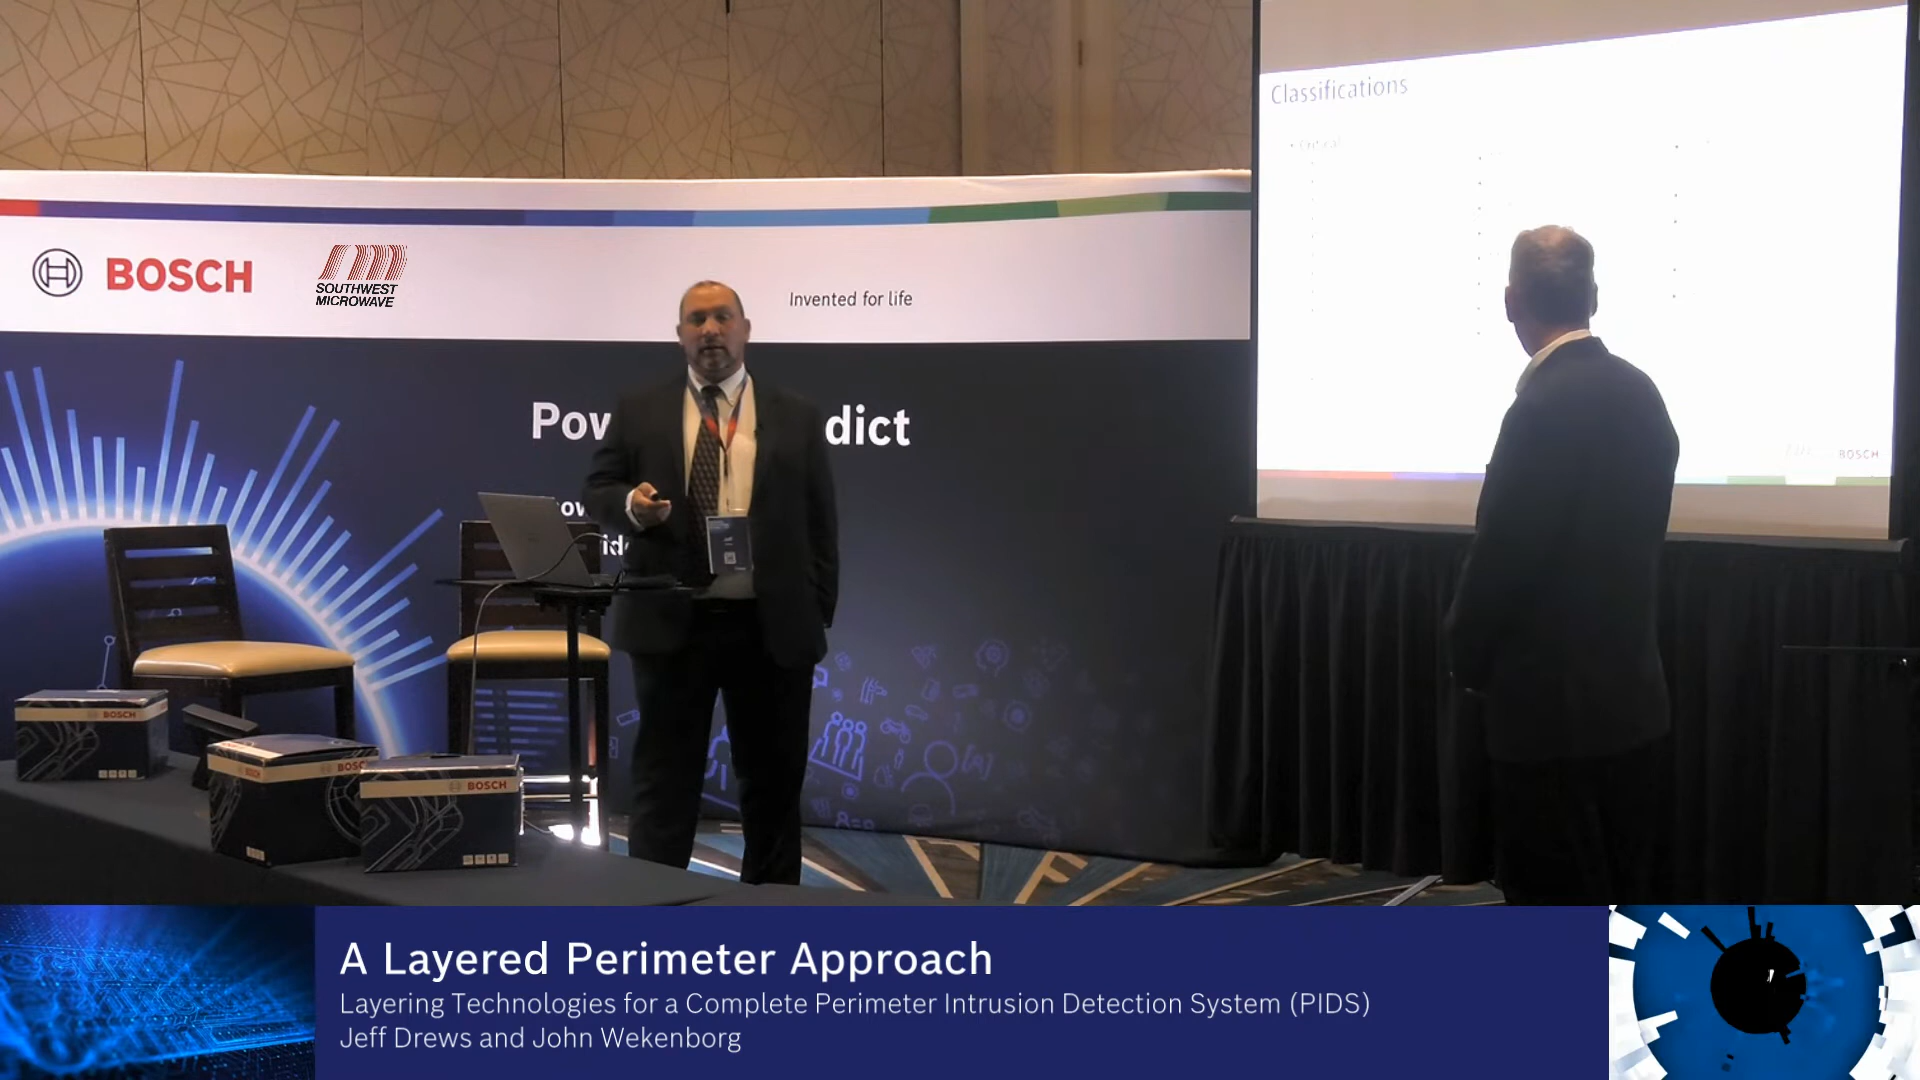 Classifications
BOSCH
SOUTHWEST
MICROWAVE
Invented for life
Pow
dict
BOSCH
BOSCH
BOSCH
BOSCH
A Layered Perimeter Approach
Layering Technologies for a Complete Perimeter Intrusion Detection System (PIDS)
Jeff Drews and John Wekenborg